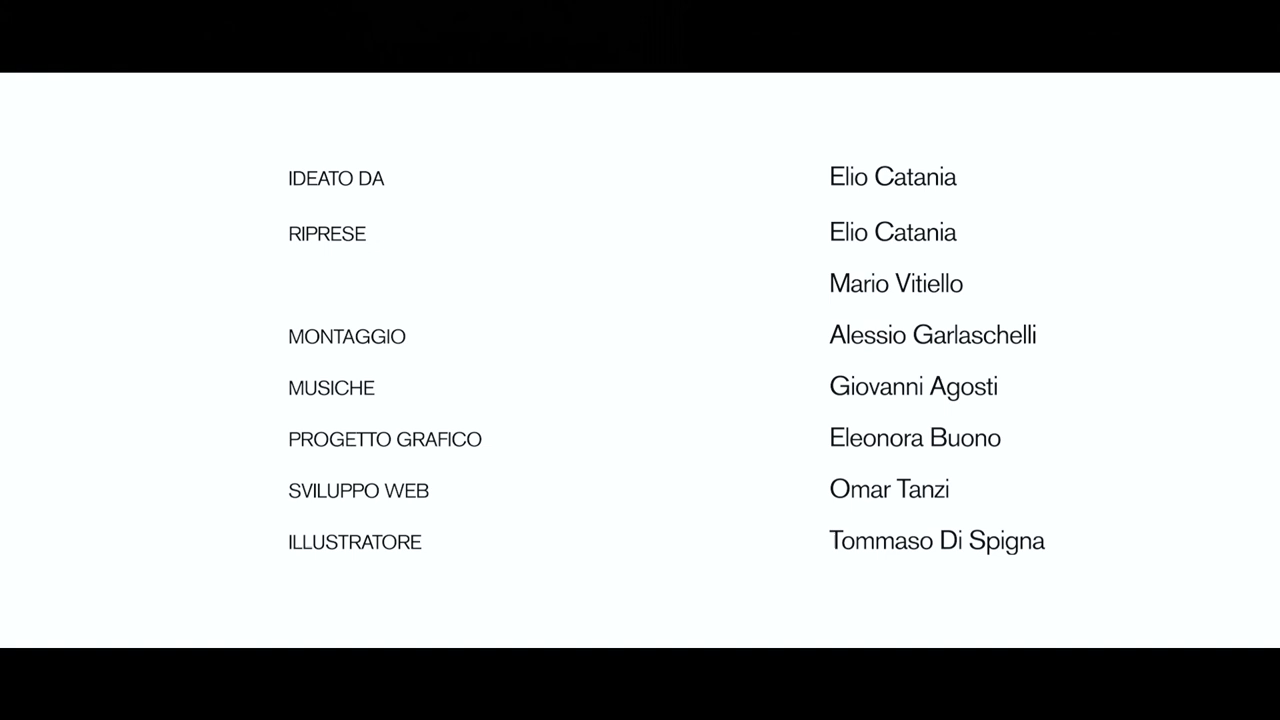 IDEATO DA Elio Catania
RIPRESE Elio Catania
Mario Vitiello
MONTAGGIO Alessio Garlaschelli
MUSICHE Giovanni Agosti
PROGETTO GRAFICO Eleonora Buono
SVILUPPO WEB Omar Tanzi
ILLUSTRATORE Tommaso Di Spigna